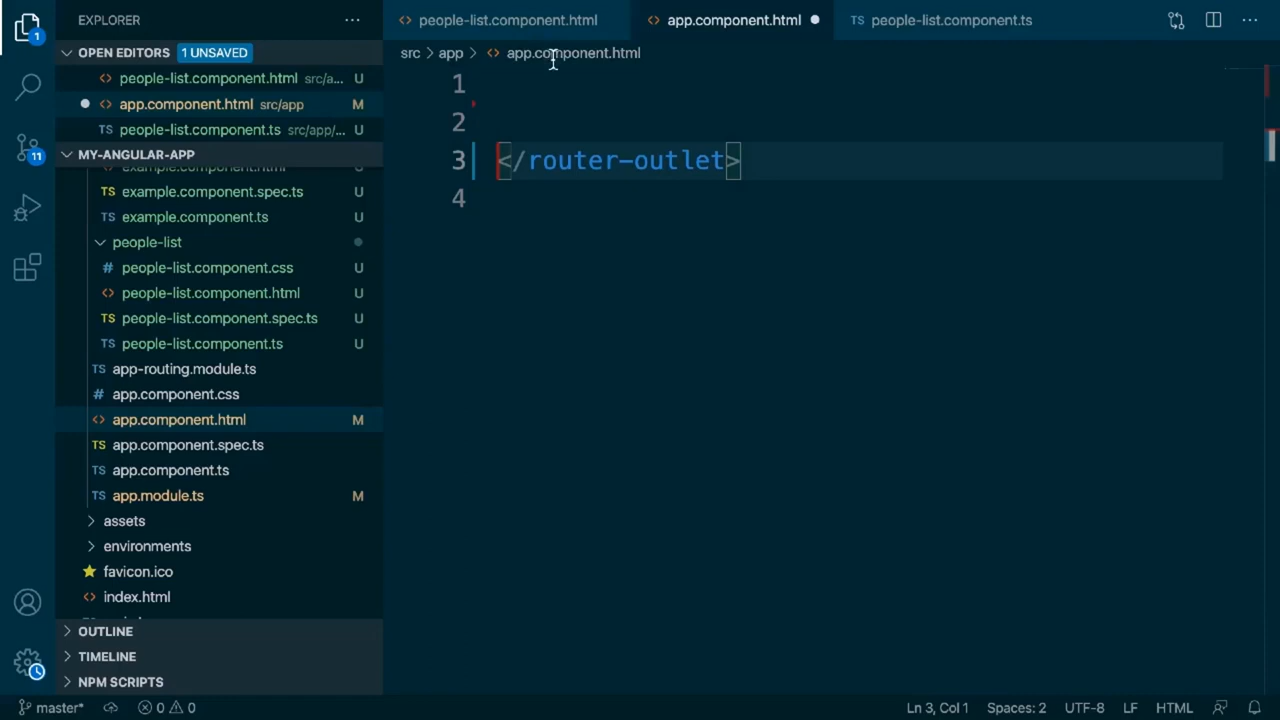 EXPLORER
OPEN EDITORS 1 UNSAVED
people-list.component.html src/a... U
app.component.html src/app M
people-list.component.ts src/app/... U
MY-ANGULAR-APP
example.component.html U
example.component.spec.ts U
example.component.ts U
people-list
people-list.component.css U
people-list.component.html U
people-list.component.spec.ts U
people-list.component.ts U
app-routing.module.ts
app.component.css
app.component.html M
app.component.spec.ts
app.component.ts
app.module.ts M
assets
environments
favicon.ico
index.html
OUTLINE
TIMELINE
NPM SCRIPTS
1
11
people-list.component.html
app.component.html
people-list.component.ts
src > app > app.component.html
1
2
3 </router-outlet>
4
master* 0 0 Ln 3, Col 1 Spaces: 2 UTF-8 LF HTML